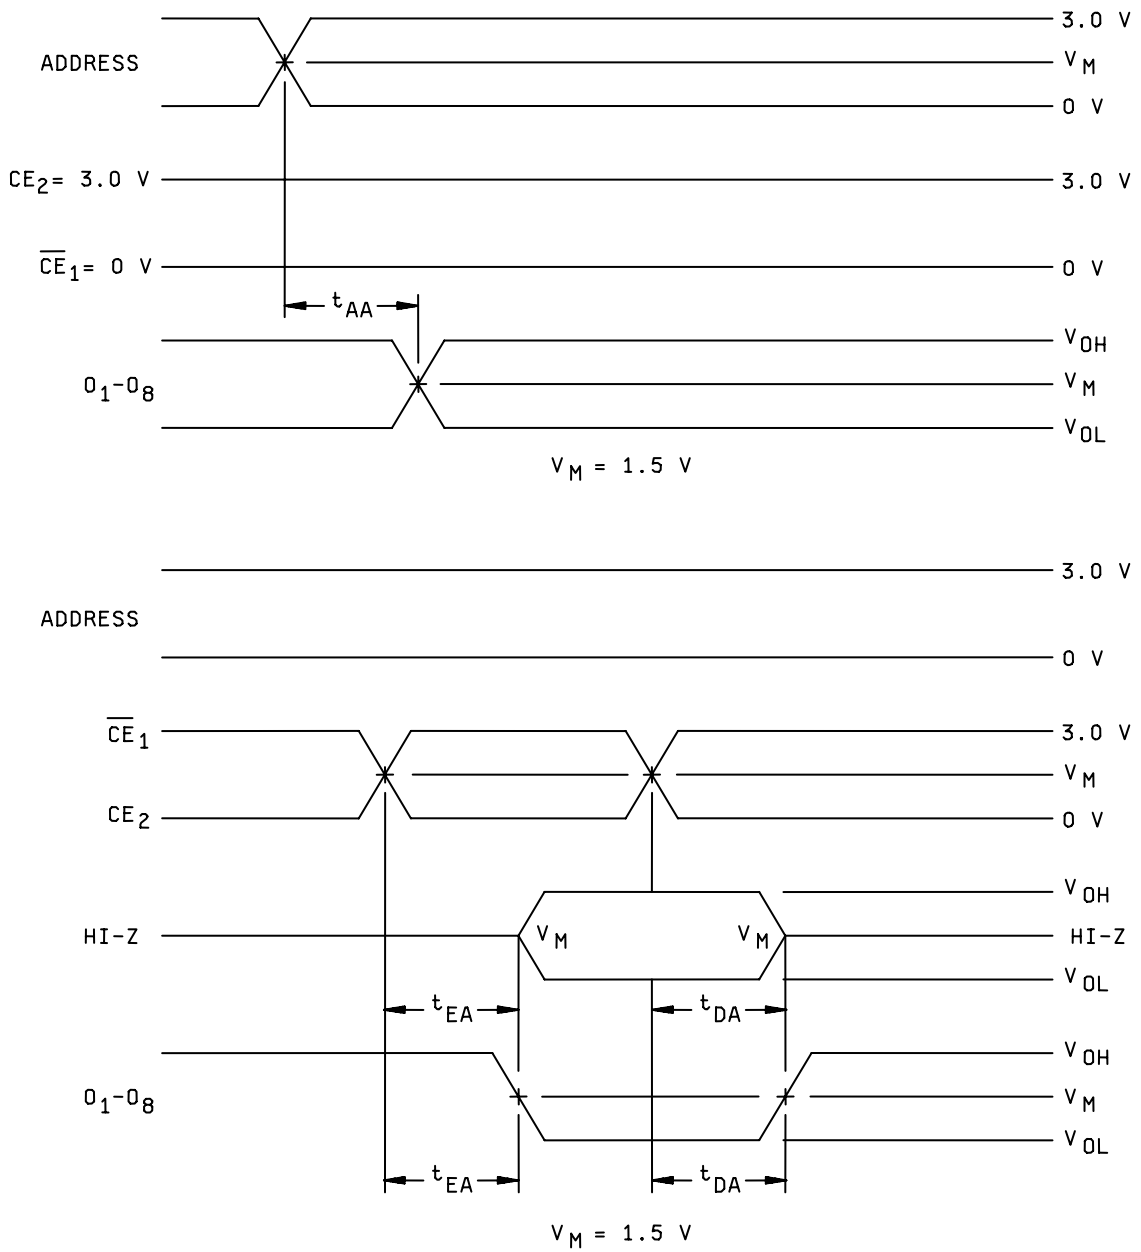 3.0 V
ADDRESS
V_M
0 V
CE_2= 3.0 V
3.0 V
C̅E̅_1= 0 V
0 V
t_AA
V_OH
O_1-O_8
V_M
V_OL
V_M = 1.5 V
3.0 V
ADDRESS
0 V
C̅E̅_1
3.0 V
V_M
CE_2
0 V
V_OH
HI-Z
V_M
V_M
HI-Z
V_OL
t_EA
t_DA
V_OH
O_1-O_8
V_M
V_OL
t_EA
t_DA
V_M = 1.5 V